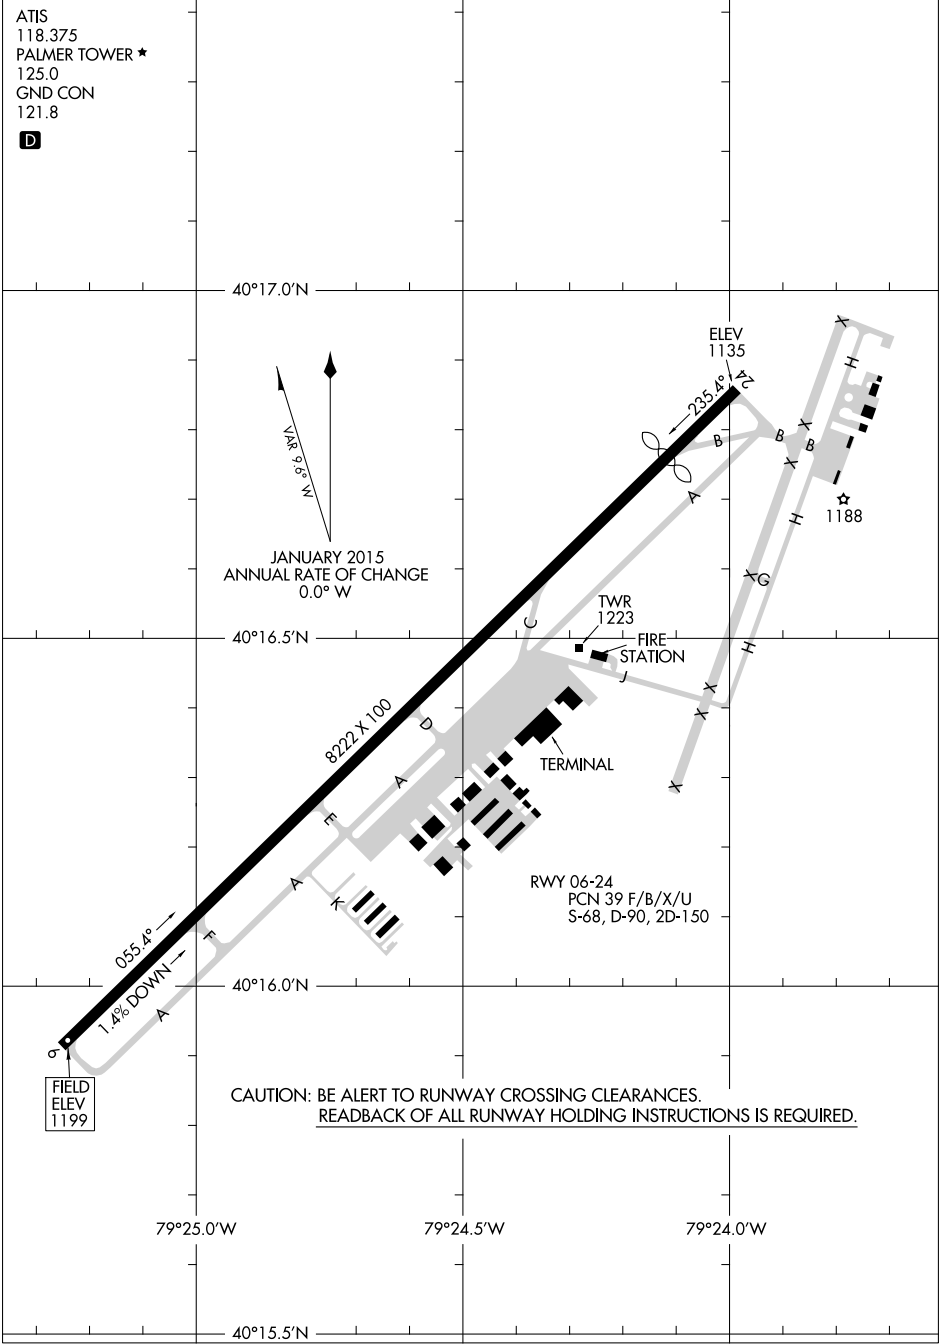 ATIS
118.375
PALMER TOWER ★
125.0
GND CON
121.8
D
40°17.0'N
ELEV
1135
24
235.4°
VAR 9.6° W
JANUARY 2015
ANNUAL RATE OF CHANGE
0.0° W
X
H
B
B
X
B
X
A
H
1188
X
G
TWR
1223
C
40°16.5'N
FIRE
STATION
H
J
X
X
8222 X 100
D
TERMINAL
A
X
E
RWY 06-24
PCN 39 F/B/X/U
S-68, D-90, 2D-150
A
K
055.4°
F
1.4% DOWN
40°16.0'N
A
6
FIELD
ELEV
1199
CAUTION: BE ALERT TO RUNWAY CROSSING CLEARANCES.
READBACK OF ALL RUNWAY HOLDING INSTRUCTIONS IS REQUIRED.
79°25.0'W
79°24.5'W
79°24.0'W
40°15.5'N